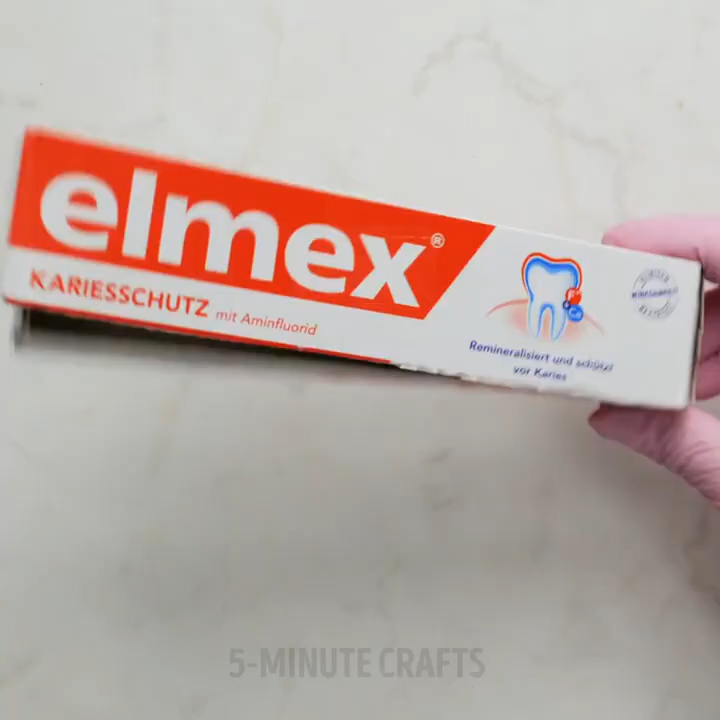 elmex®
KARIESSCHUTZ mit Aminfluorid
Remineralisiert und schützt
vor Karies
5-MINUTE CRAFTS